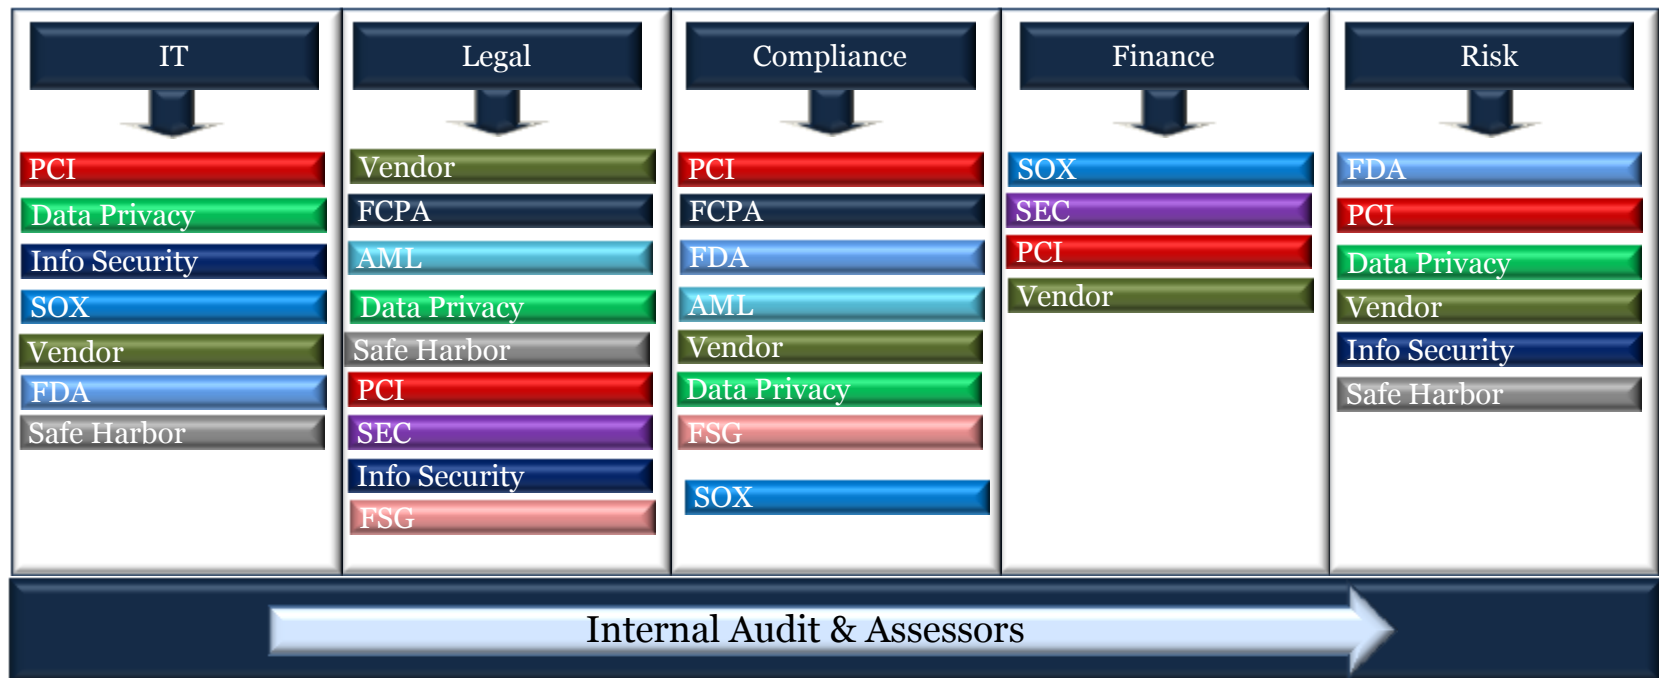 IT
PCI
Data Privacy
Info Security
SOX
Vendor
FDA
Safe Harbor
Legal
Vendor
FCPA
AML
Data Privacy
Safe Harbor
PCI
SEC
Info Security
FSG
Compliance
PCI
FCPA
FDA
AML
Vendor
Data Privacy
FSG
SOX
Finance
SOX
SEC
PCI
Vendor
Risk
FDA
PCI
Data Privacy
Vendor
Info Security
Safe Harbor
Internal Audit & Assessors